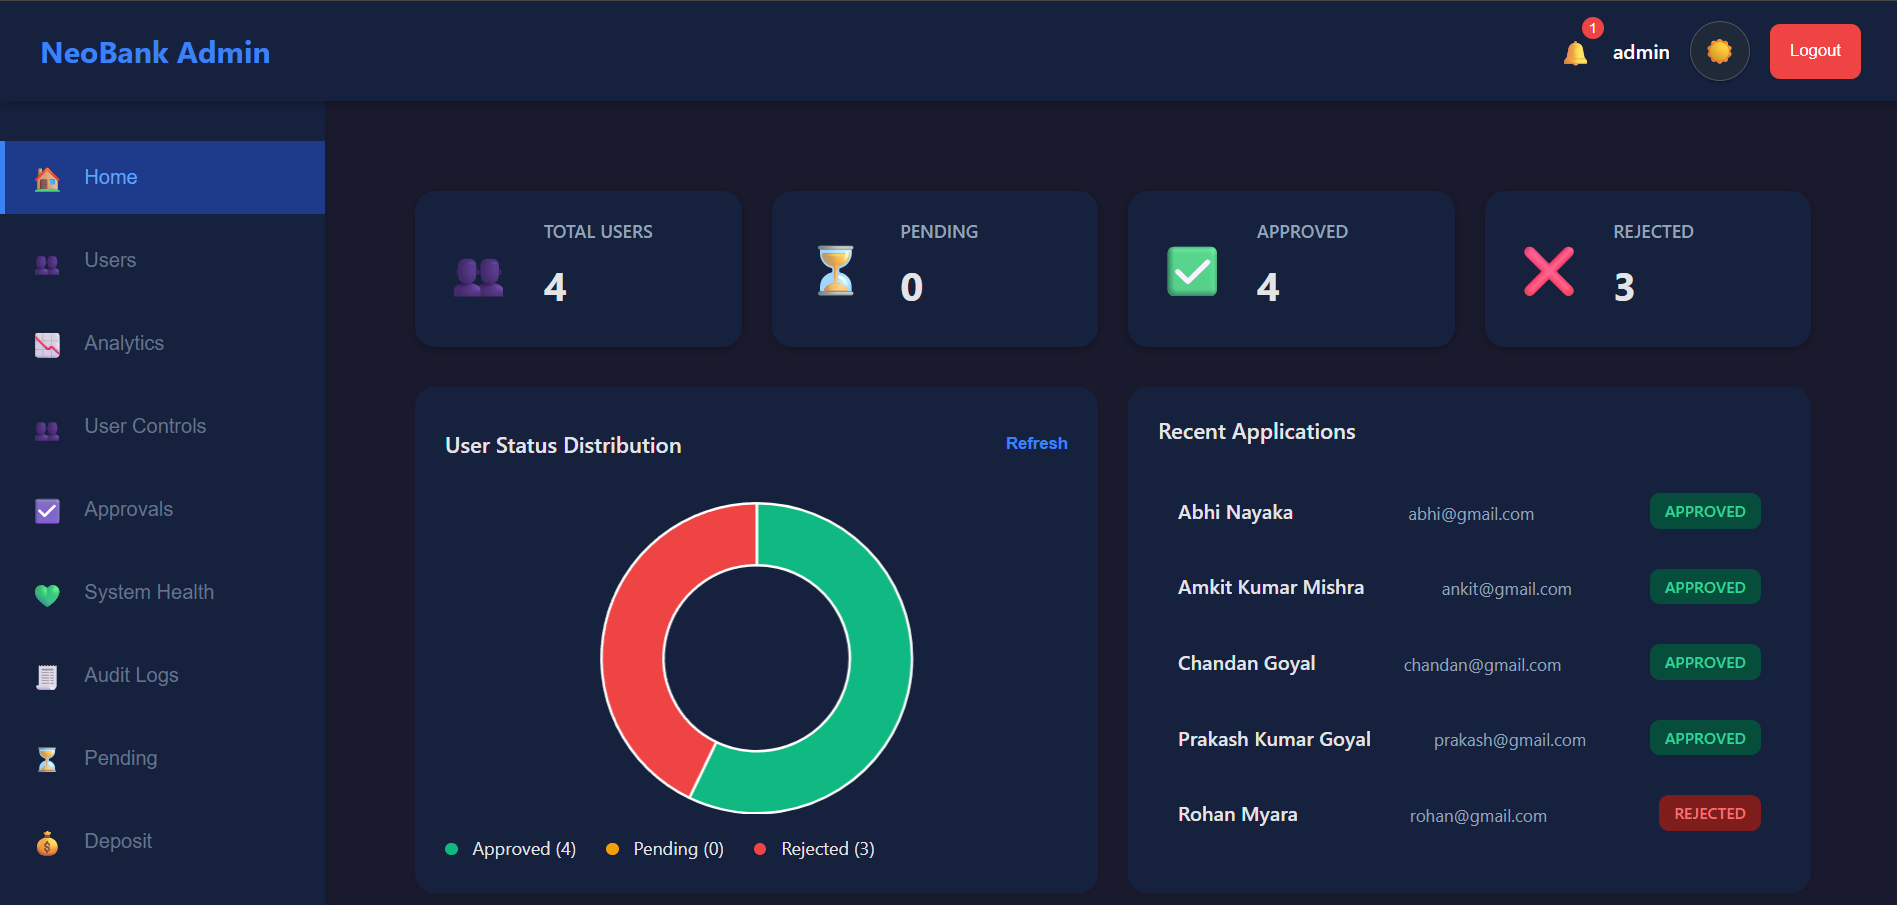 NeoBank Admin
1
admin
Logout
Home
Users
Analytics
User Controls
Approvals
System Health
Audit Logs
Pending
Deposit
TOTAL USERS
4
PENDING
0
APPROVED
4
REJECTED
3
User Status Distribution
Refresh
Approved (4)
Pending (0)
Rejected (3)
Recent Applications
Abhi Nayaka abhi@gmail.com APPROVED
Amkit Kumar Mishra ankit@gmail.com APPROVED
Chandan Goyal chandan@gmail.com APPROVED
Prakash Kumar Goyal prakash@gmail.com APPROVED
Rohan Myara rohan@gmail.com REJECTED